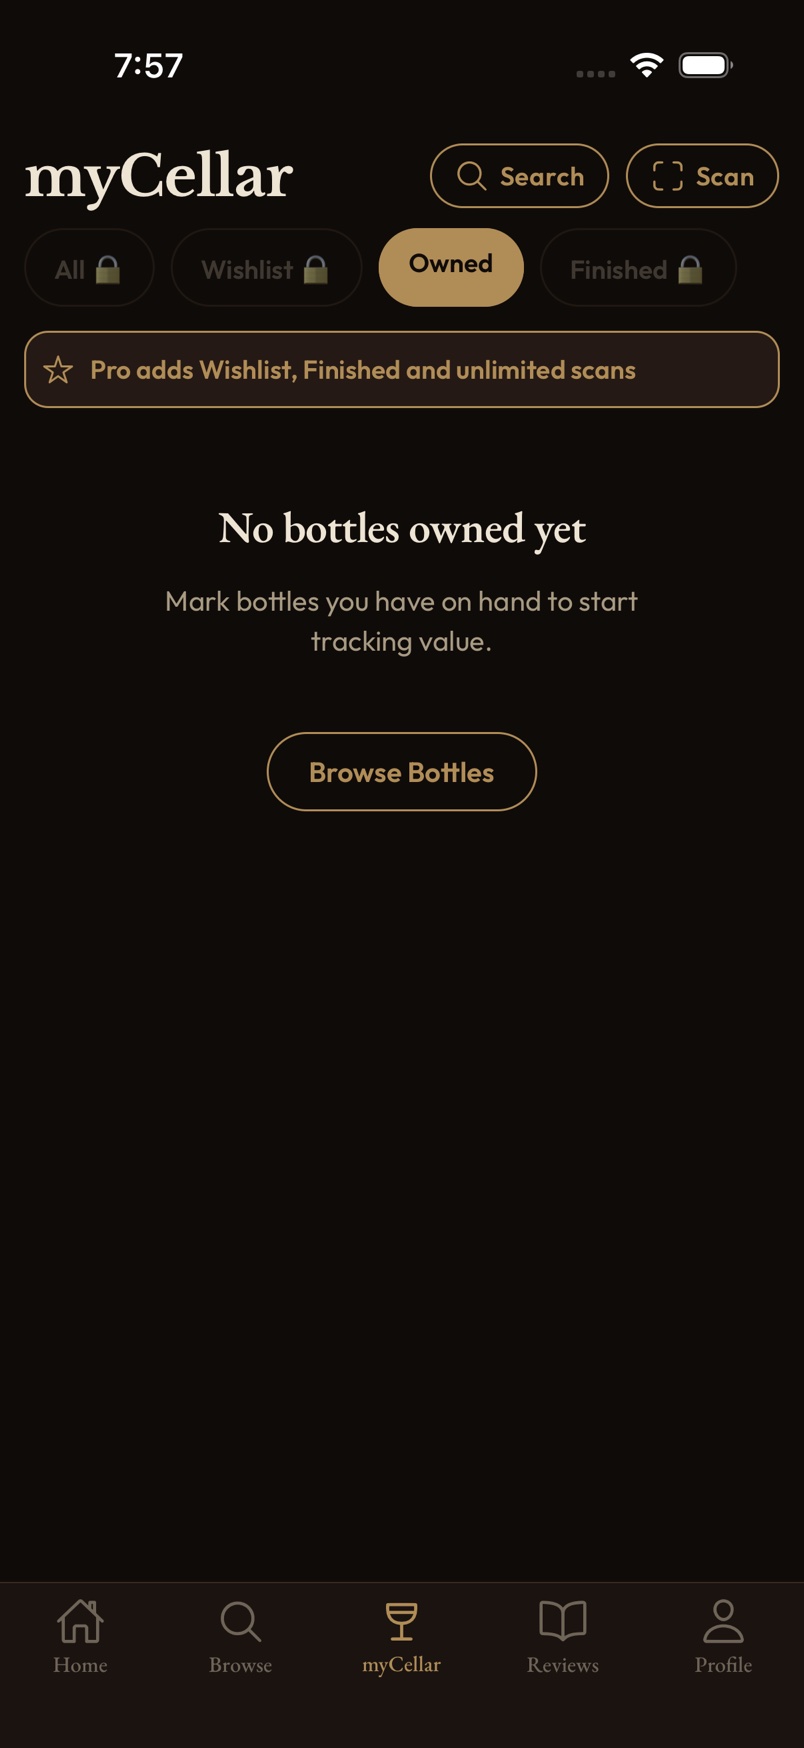 7:57
myCellar
Search
Scan
All 🔒
Wishlist 🔒
Owned
Finished 🔒
Pro adds Wishlist, Finished and unlimited scans
No bottles owned yet
Mark bottles you have on hand to start
tracking value.
Browse Bottles
Home
Browse
myCellar
Reviews
Profile